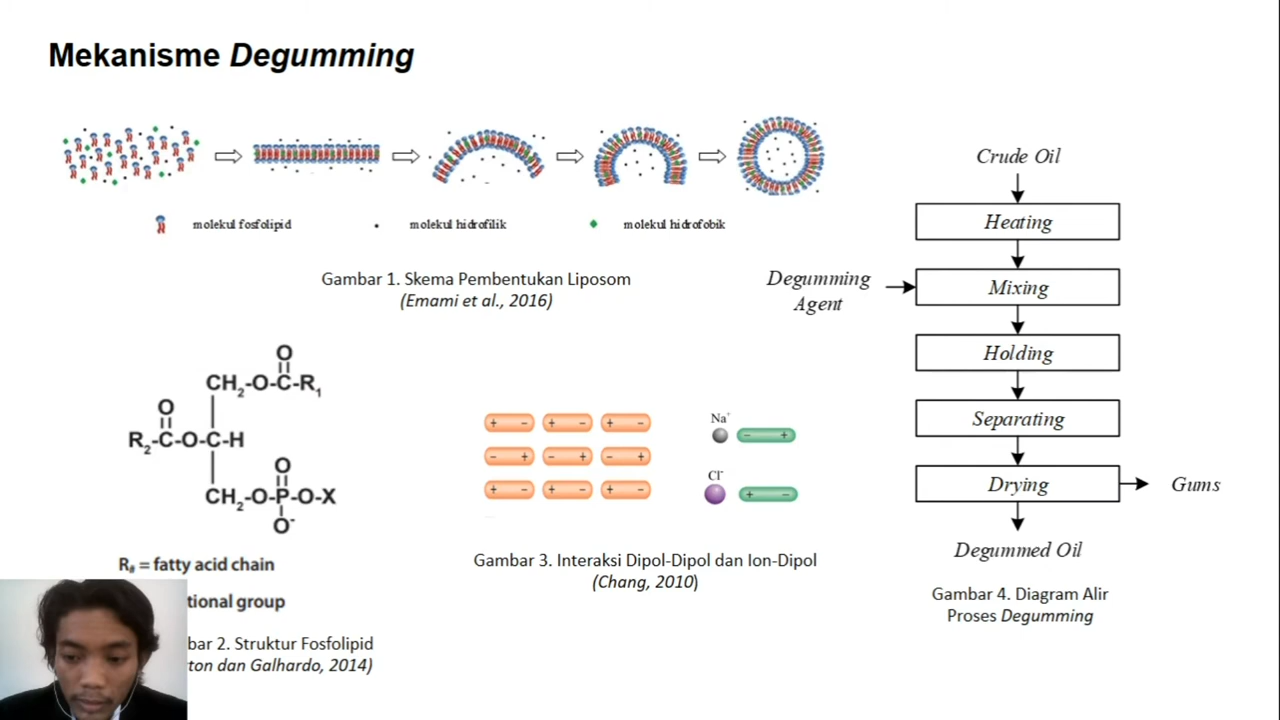 Mekanisme Degumming
molekul fosfolipid
molekul hidrofilik
molekul hidrofobik
Gambar 1. Skema Pembentukan Liposom
(Emami et al., 2016)
O
CH2-O-C-R1
O
R2-C-O-C-H
O
CH2-O-P-O-X
O-
R# = fatty acid chain
tional group
bar 2. Struktur Fosfolipid
ton dan Galhardo, 2014)
+ - + - + -
- + - + - +
+ - + - + -
Na+
- +
Cl-
+ -
Gambar 3. Interaksi Dipol-Dipol dan Ion-Dipol
(Chang, 2010)
Crude Oil
Heating
Degumming
Agent
Mixing
Holding
Separating
Drying
Gums
Degummed Oil
Gambar 4. Diagram Alir
Proses Degumming